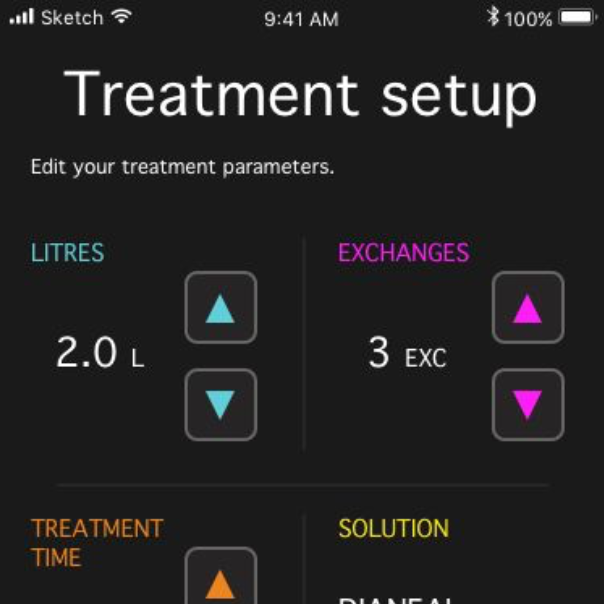 Sketch 9:41 AM 100%
Treatment setup
Edit your treatment parameters.
LITRES EXCHANGES
2.0 L 3 EXC
TREATMENT SOLUTION
TIME